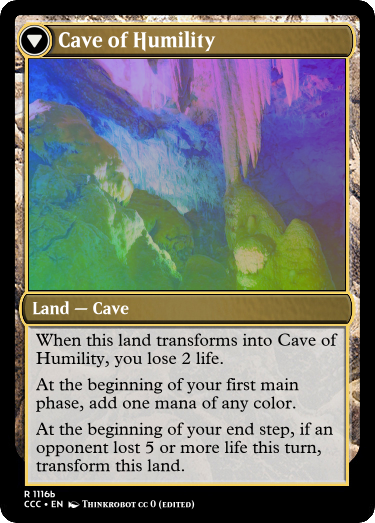 Cave of Humility
Land — Cave
When this land transforms into Cave of
Humility, you lose 2 life.
At the beginning of your first main
phase, add one mana of any color.
At the beginning of your end step, if an
opponent lost 5 or more life this turn,
transform this land.
R 1116b
CCC • EN Thinkrobot cc 0 (edited)